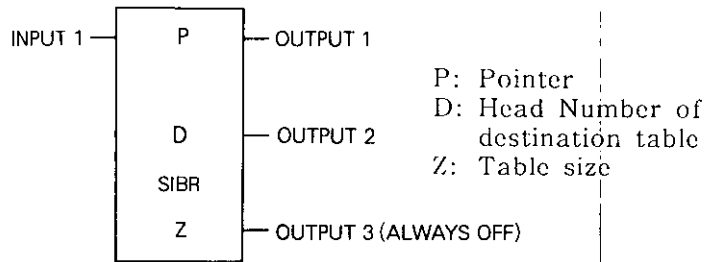 INPUT 1
P
OUTPUT 1
D
OUTPUT 2
SIBR
Z
OUTPUT 3 (ALWAYS OFF)
P: Pointer
D: Head Number of
destination table
Z: Table size